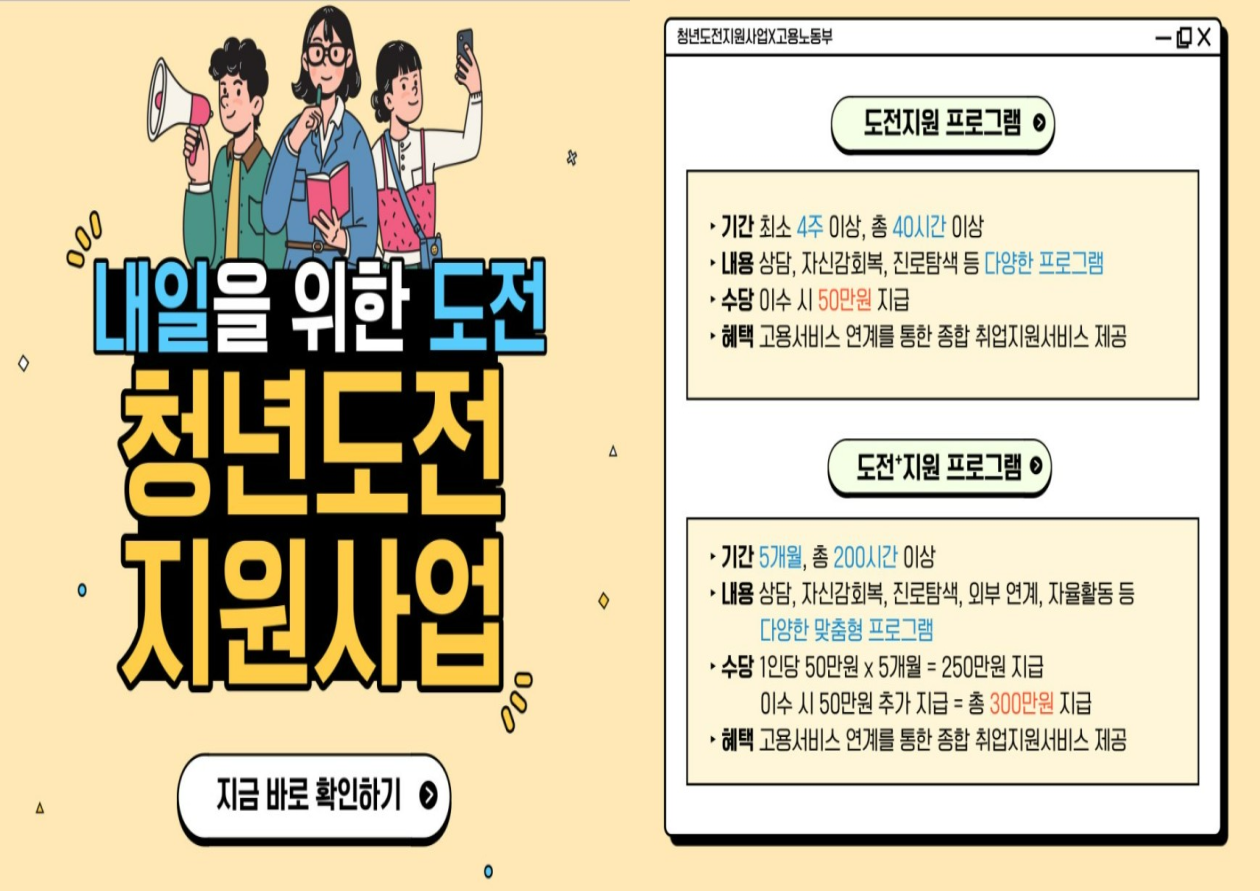 내일을 위한 도전
청년도전
지원사업
지금 바로 확인하기
청년도전지원사업X고용노동부
도전지원 프로그램
‣ 기간 최소 4주 이상, 총 40시간 이상
‣ 내용 상담, 자신감회복, 진로탐색 등 다양한 프로그램
‣ 수당 이수 시 50만원 지급
‣ 혜택 고용서비스 연계를 통한 종합 취업지원서비스 제공
도전+지원 프로그램
‣ 기간 5개월, 총 200시간 이상
‣ 내용 상담, 자신감회복, 진로탐색, 외부 연계, 자율활동 등
다양한 맞춤형 프로그램
‣ 수당 1인당 50만원 x 5개월 = 250만원 지급
이수 시 50만원 추가 지급 = 총 300만원 지급
‣ 혜택 고용서비스 연계를 통한 종합 취업지원서비스 제공